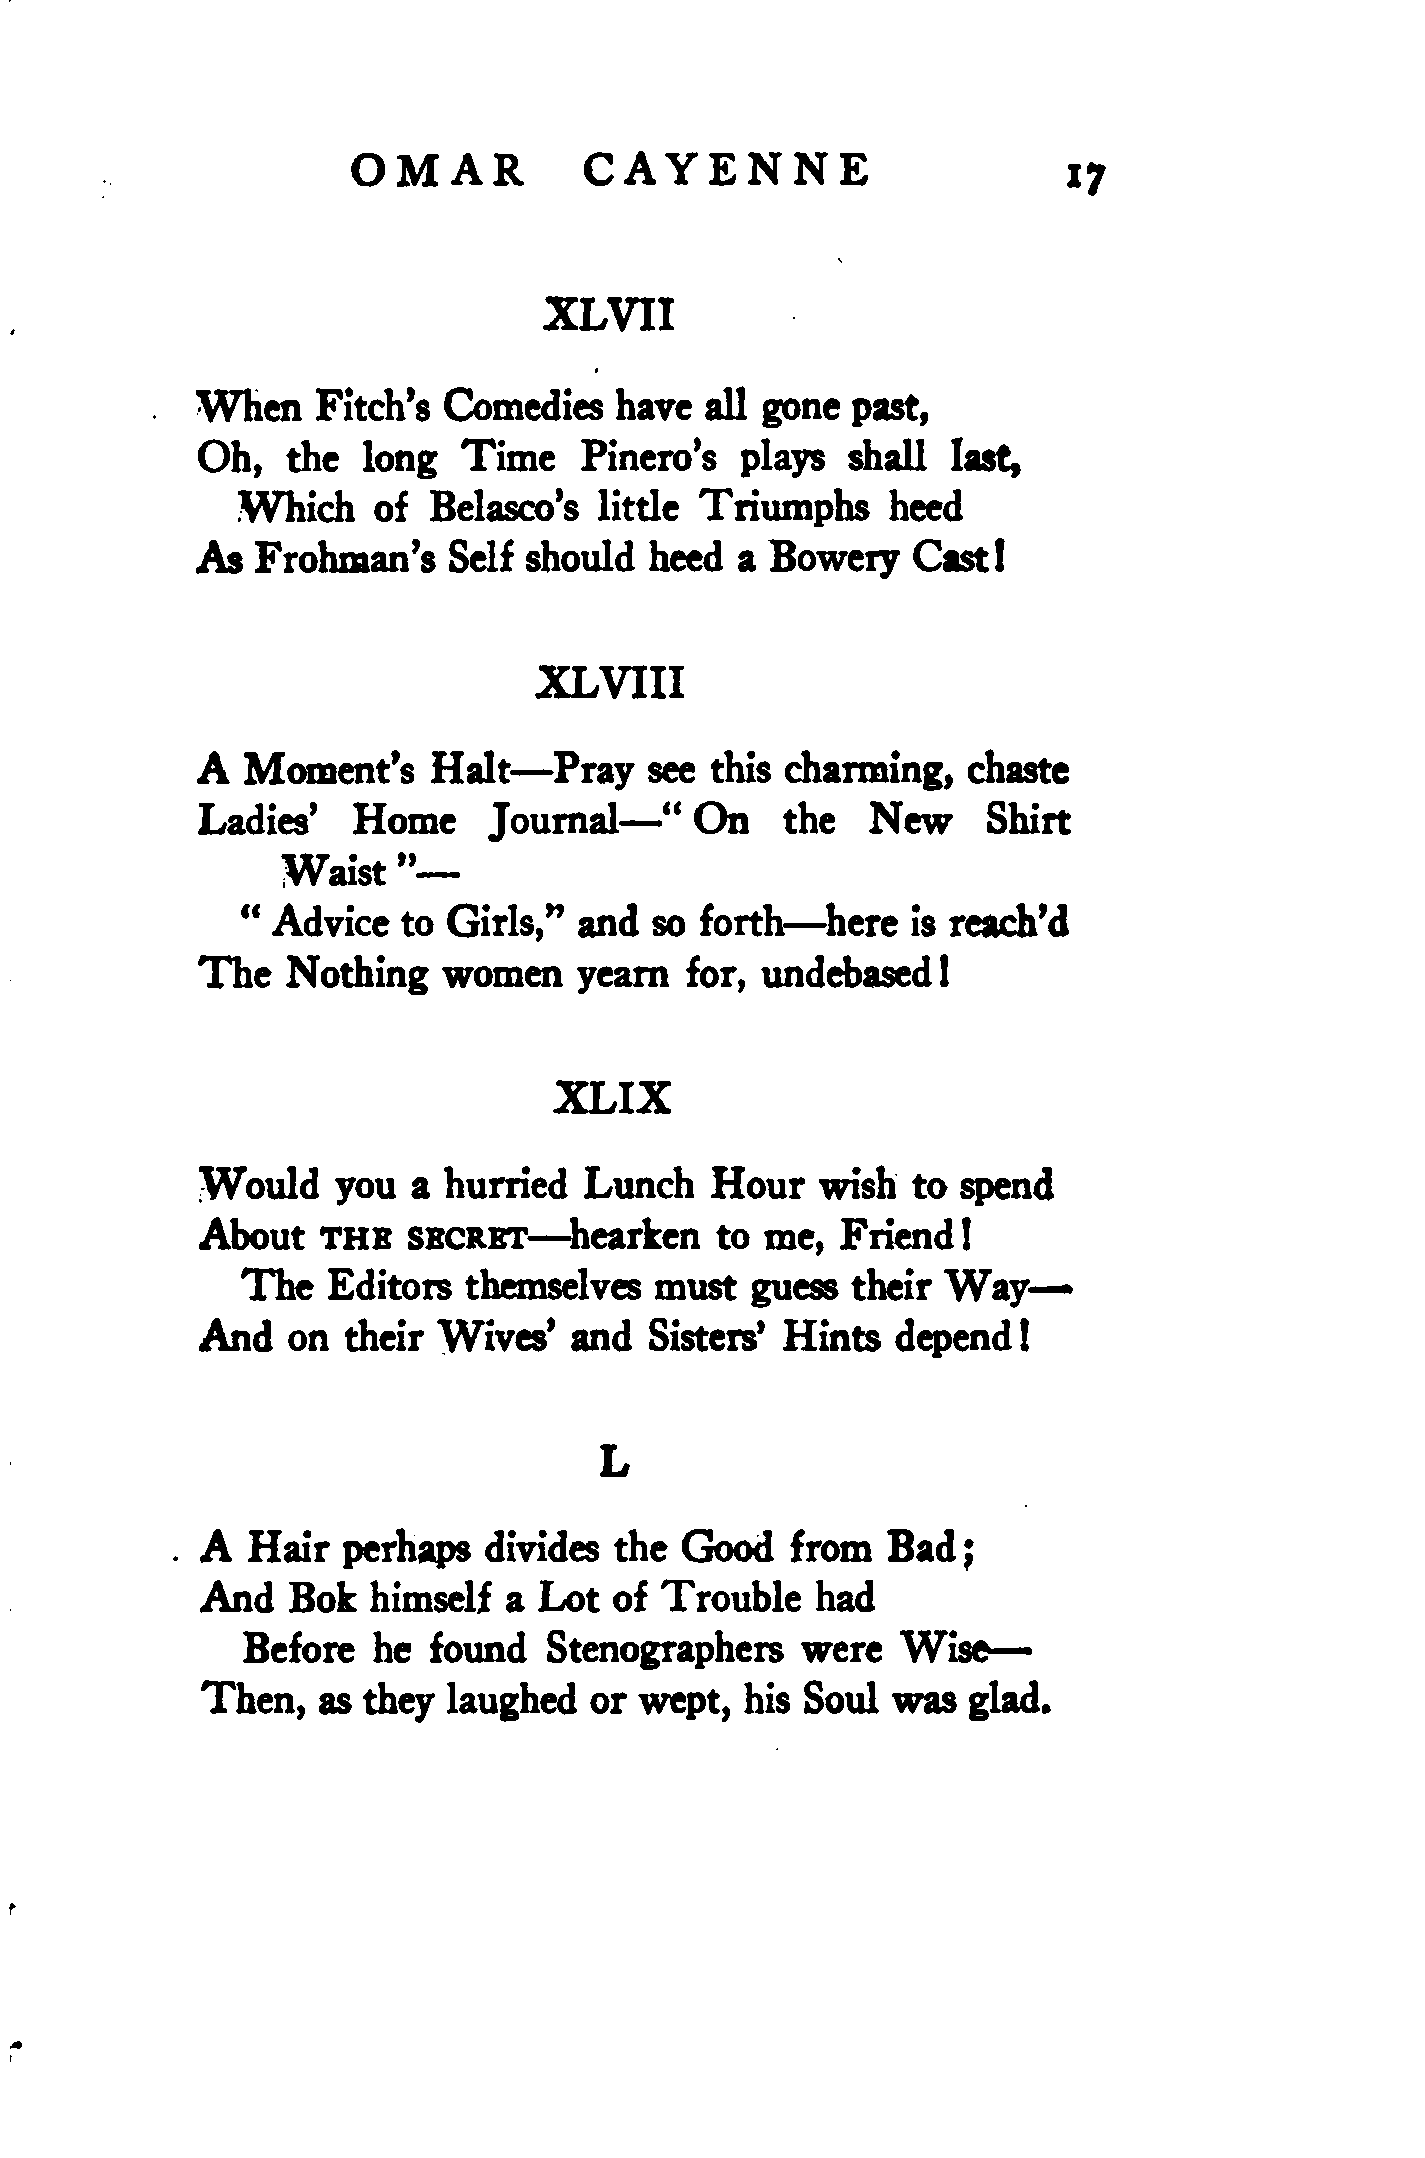 OMAR CAYENNE 17
XLVII
When Fitch's Comedies have all gone past,
Oh, the long Time Pinero's plays shall last,
Which of Belasco's little Triumphs heed
As Frohman's Self should heed a Bowery Cast!
XLVIII
A Moment's Halt—Pray see this charming, chaste
Ladies' Home Journal—“ On the New Shirt
Waist ”—
“ Advice to Girls,” and so forth—here is reach'd
The Nothing women yearn for, undebased!
XLIX
Would you a hurried Lunch Hour wish to spend
About THE SECRET—hearken to me, Friend!
The Editors themselves must guess their Way—
And on their Wives' and Sisters' Hints depend!
L
A Hair perhaps divides the Good from Bad;
And Bok himself a Lot of Trouble had
Before he found Stenographers were Wise—
Then, as they laughed or wept, his Soul was glad.